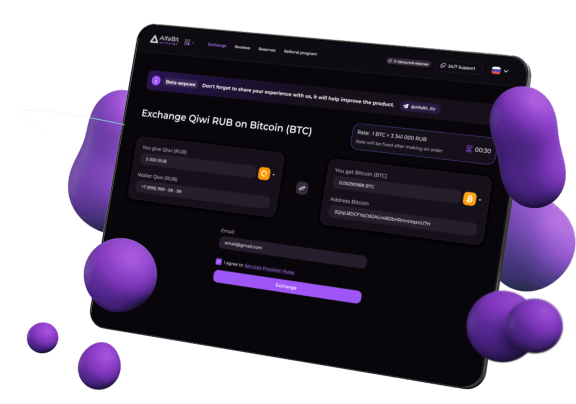 AlfaBit
exchange
Exchange Reviews Reserves Referral program
К прошлой версии
24/7 Support
Beta-версия Don't forget to share your experience with us, it will help improve the product. @AlfaBit_RU
Exchange Qiwi RUB on Bitcoin (BTC)
Rate: 1 BTC = 3 341 000 RUB
Rate will be fixed after making an order
00:30
You give Qiwi (RUB)
5 000 RUB
Wallet Qiwi (RUB)
+7 (999) 999 - 99 - 99
You get Bitcoin (BTC)
0.00290988 BTC
Address Bitcoin
Email
email@gmail.com
I agree to Services Provision Rules
Exchange